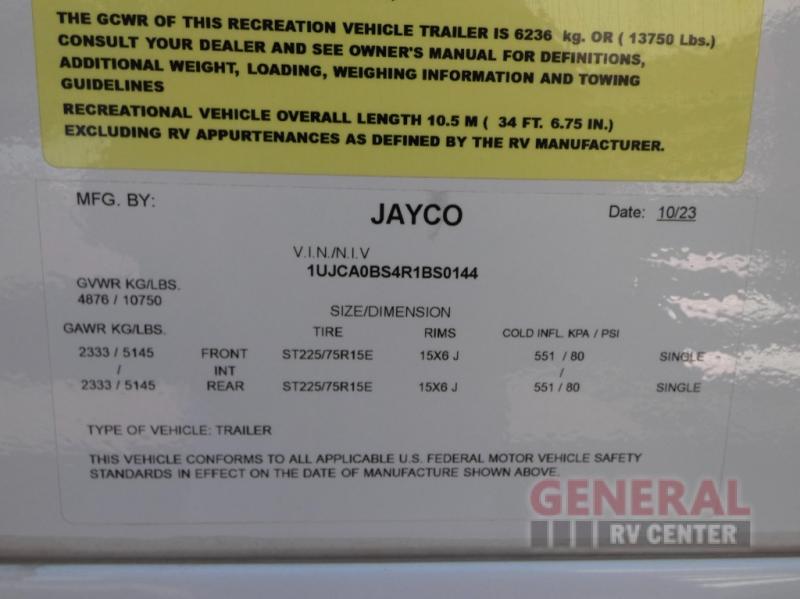 THE GCWR OF THIS RECREATION VEHICLE TRAILER IS 6236 kg. OR ( 13750 Lbs.)
CONSULT YOUR DEALER AND SEE OWNER'S MANUAL FOR DEFINITIONS,
ADDITIONAL WEIGHT, LOADING, WEIGHING INFORMATION AND TOWING
GUIDELINES
RECREATIONAL VEHICLE OVERALL LENGTH 10.5 M ( 34 FT. 6.75 IN.)
EXCLUDING RV APPURTENANCES AS DEFINED BY THE RV MANUFACTURER.
MFG. BY: JAYCO Date: 10/23
V.I.N./N.I.V
1UJCA0BS4R1BS0144
GVWR KG/LBS.
4876 / 10750
SIZE/DIMENSION
GAWR KG/LBS. TIRE RIMS COLD INFL. KPA / PSI
2333 / 5145 FRONT ST225/75R15E 15X6 J 551 / 80 SINGLE
/ INT /
2333 / 5145 REAR ST225/75R15E 15X6 J 551 / 80 SINGLE
TYPE OF VEHICLE: TRAILER
THIS VEHICLE CONFORMS TO ALL APPLICABLE U.S. FEDERAL MOTOR VEHICLE SAFETY
STANDARDS IN EFFECT ON THE DATE OF MANUFACTURE SHOWN ABOVE.
GENERAL
RV CENTER